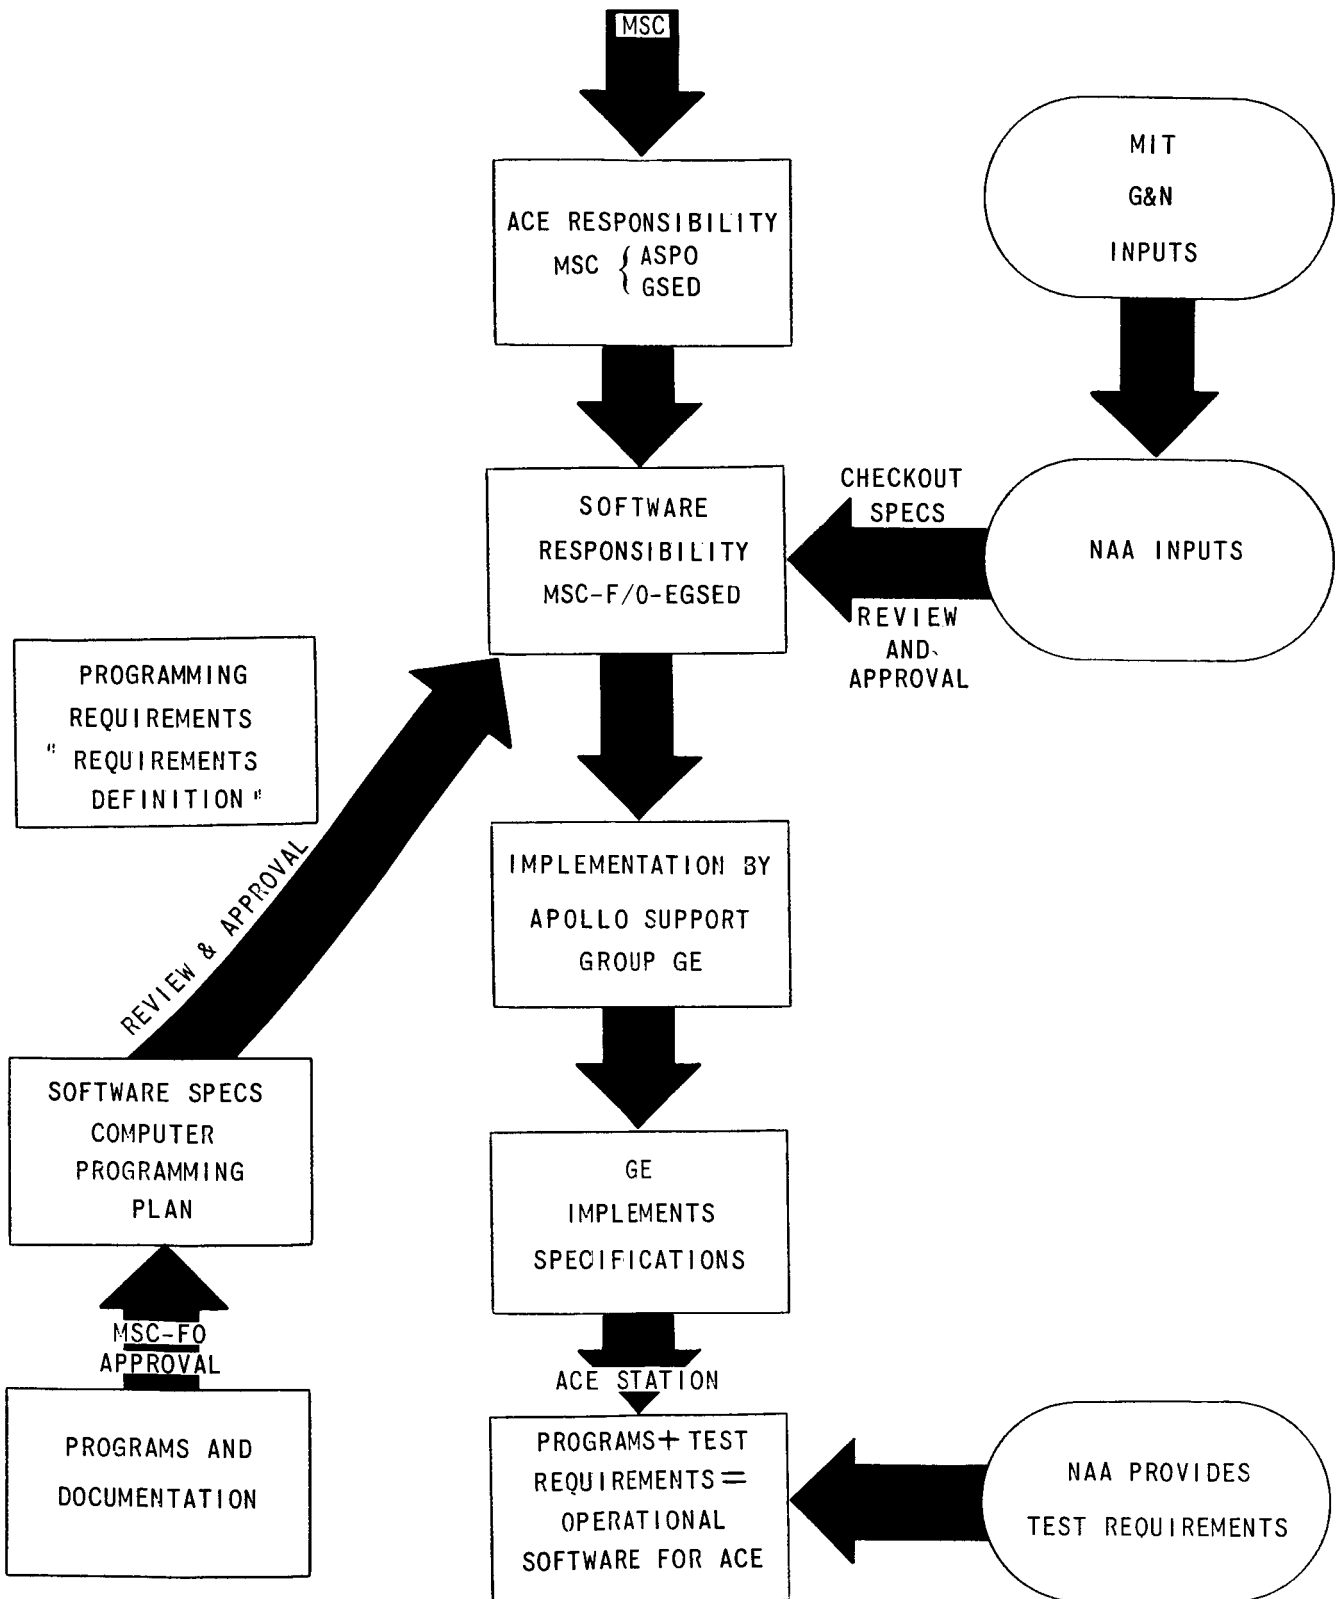 MSC
ACE RESPONSIBILITY
MSC { ASPO
GSED
MIT
G&N
INPUTS
SOFTWARE
RESPONSIBILITY
MSC-F/O-EGSED
CHECKOUT
SPECS
REVIEW
AND
APPROVAL
NAA INPUTS
PROGRAMMING
REQUIREMENTS
" REQUIREMENTS
DEFINITION "
REVIEW & APPROVAL
IMPLEMENTATION BY
APOLLO SUPPORT
GROUP GE
SOFTWARE SPECS
COMPUTER
PROGRAMMING
PLAN
GE
IMPLEMENTS
SPECIFICATIONS
MSC-FO
APPROVAL
ACE STATION
PROGRAMS AND
DOCUMENTATION
PROGRAMS + TEST
REQUIREMENTS =
OPERATIONAL
SOFTWARE FOR ACE
NAA PROVIDES
TEST REQUIREMENTS